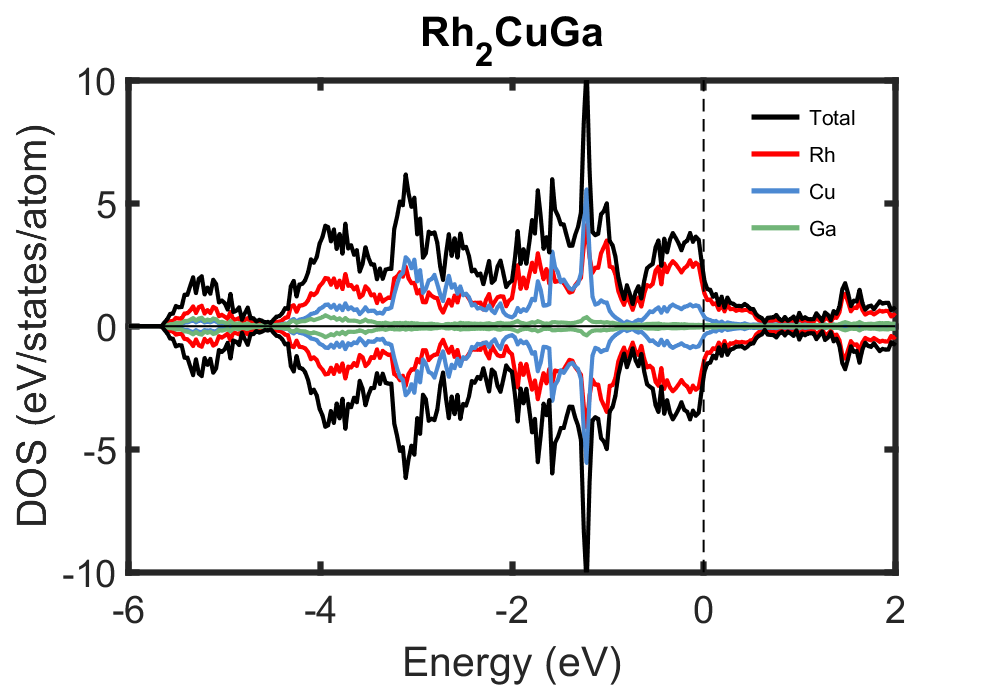 Rh2CuGa
10
5
0
-5
-10
DOS (eV/states/atom)
Total
Rh
Cu
Ga
-6 -4 -2 0 2
Energy (eV)